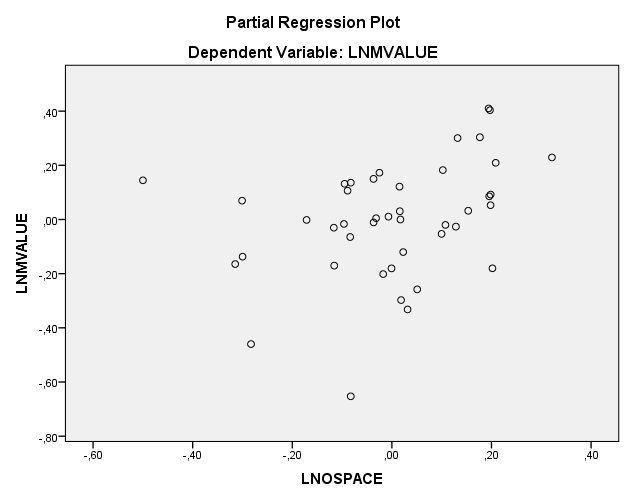 Partial Regression Plot
Dependent Variable: LNMVALUE
,40
,20
,00
-,20
-,40
-,60
-,80
LNMVALUE
-,60 -,40 -,20 ,00 ,20 ,40
LNOSPACE